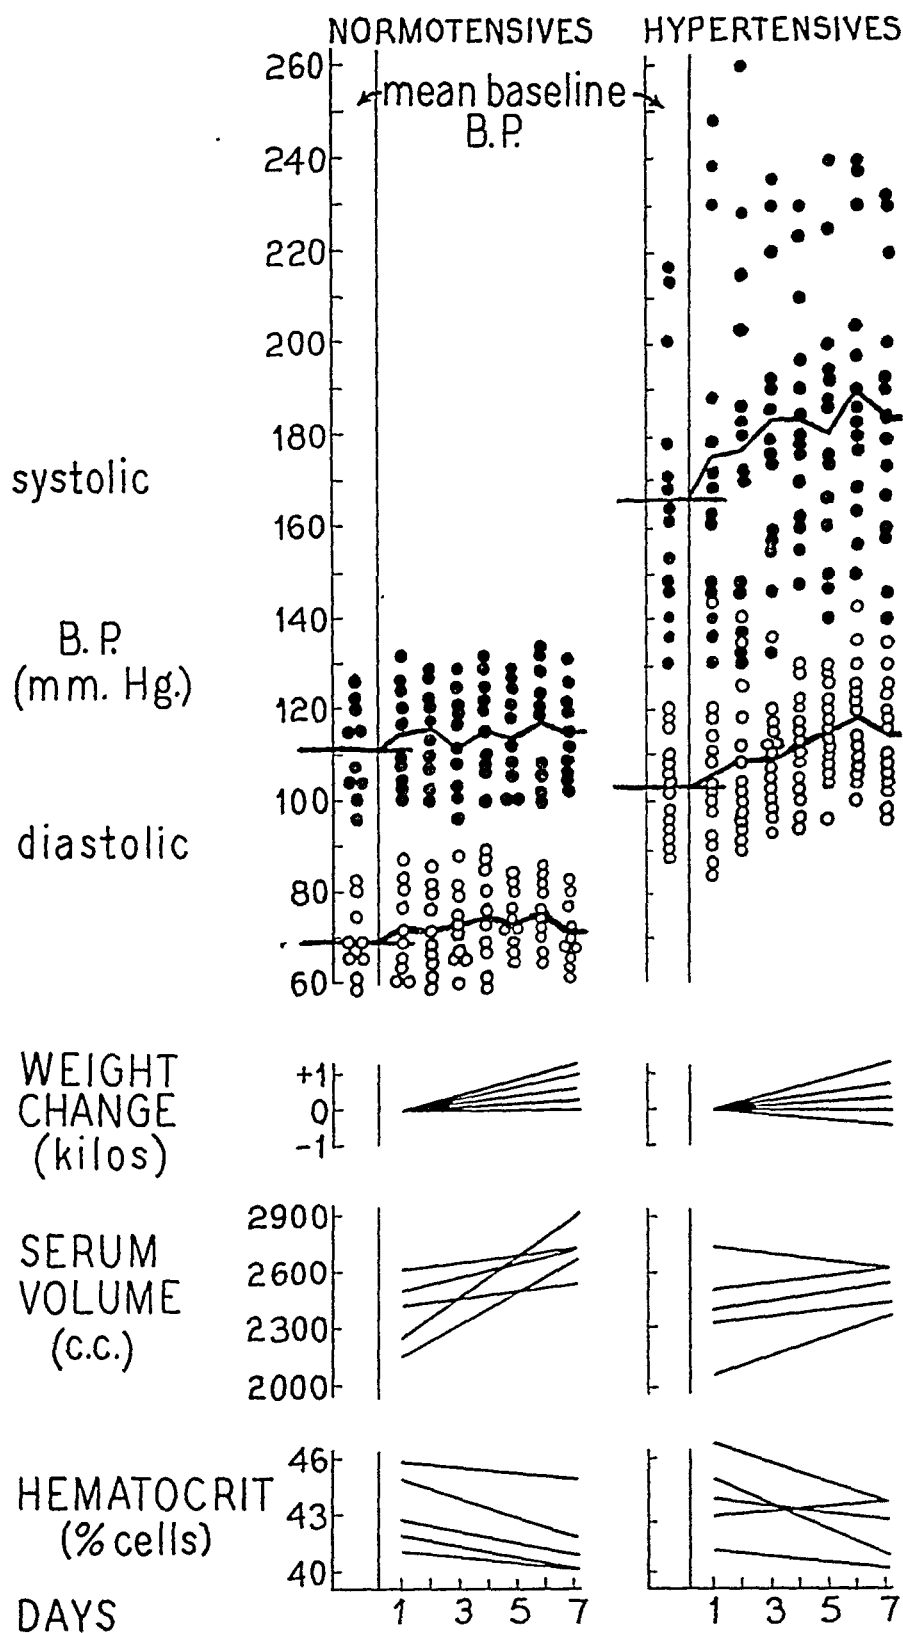 NORMOTENSIVES HYPERTENSIVES
260
mean baseline
B.P.
240
220
200
180
systolic
160
140
B.P.
(mm. Hg.)
120
100
diastolic
80
60
WEIGHT
CHANGE
(kilos)
+1
0
-1
SERUM
VOLUME
(c.c.)
2900
2600
2300
2000
HEMATOCRIT
(% cells)
46
43
40
DAYS 1 3 5 7 1 3 5 7